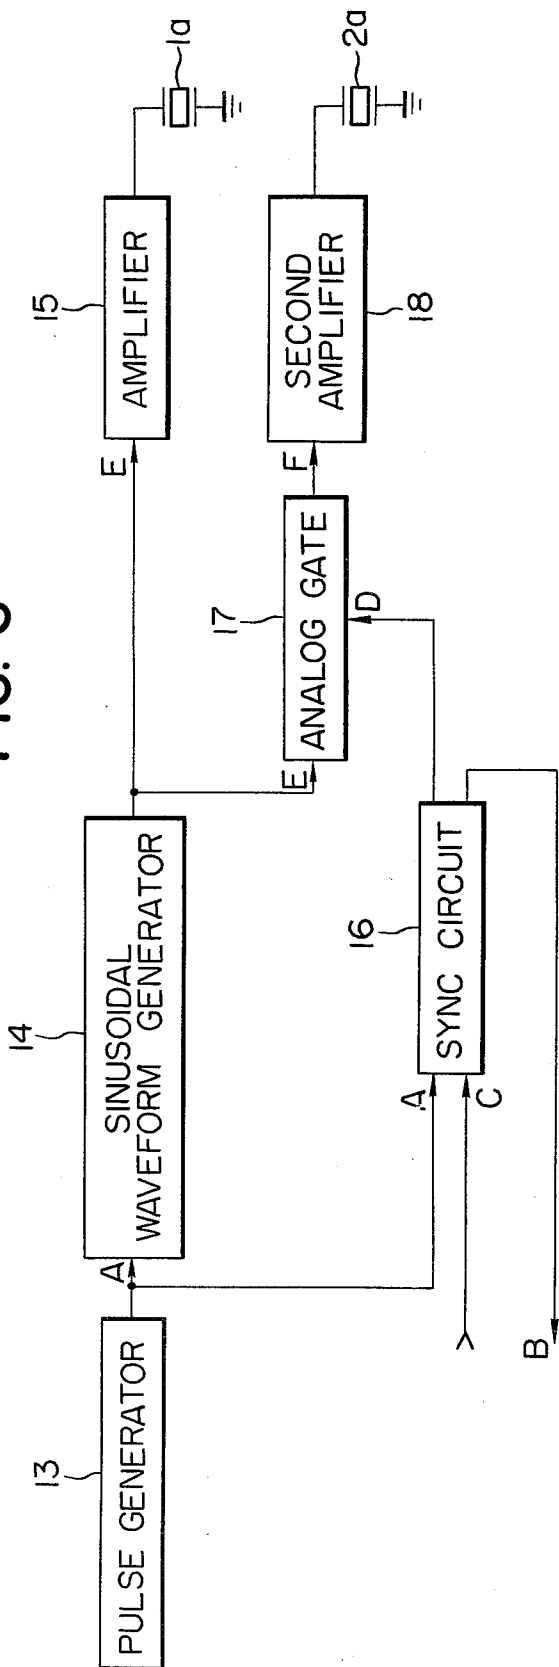 FIG.
13
PULSE GENERATOR
A
14
SINUSOIDAL
WAVEFORM GENERATOR
E
15
AMPLIFIER
1a
E
17
ANALOG GATE
D
F
SECOND
AMPLIFIER
18
2a
A
C
16
SYNC CIRCUIT
B